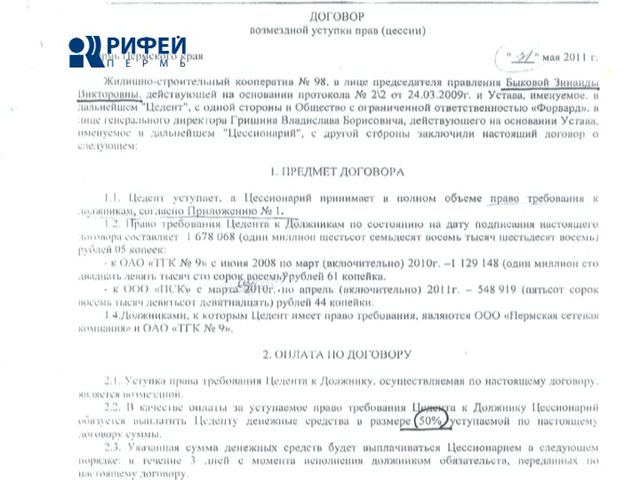 ДОГОВОР
возмездной уступки прав (цессии)
РИФЕЙ
ПЕРМЬ
Пермского края
"31" мая 2011 г.
Жилищно-строительный кооператив № 98, в лице председателя правления Быковой Зинаиды
Викторовны, действующей на основании протокола № 2\2 от 24.03.2009г. и Устава, именуемое, в
дальнейшем "Цедент", с одной стороны и Общество с ограниченной ответственностью «Форвард», в
лице генерального директора Гришина Владислава Борисовича, действующего на основании Устава,
именуемое в дальнейшем "Цессионарий", с другой стороны заключили настоящий договор о
следующем:
1. ПРЕДМЕТ ДОГОВОРА
1.1. Цедент уступает, а Цессионарий принимает в полном объеме право требования к
должникам, согласно Приложению № 1.
1.2. Право требования Цедента к Должникам по состоянию на дату подписания настоящего
договора составляет 1 678 068 (один миллион шестьсот семьдесят восемь тысяч шестьдесят восемь)
рублей 05 копеек:
- к ОАО «ТГК № 9» с июня 2008 по март (включительно) 2010г. –1 129 148 (один миллион сто
двадцать девять тысяч сто сорок восемь) рублей 61 копейка.
- к ООО «ПСК» с марта 2010г. по апрель (включительно) 2011г - 548 919 (пятьсот сорок
восемь тысяч девятьсот девятнадцать) рублей 44 копейки.
1.4.Должниками, к которым Цедент имеет право требования, являются ООО «Пермская сетевая
компания» и ОАО «ТГК № 9».
2. ОПЛАТА ПО ДОГОВОРУ
2.1. Уступка права требования Цедента к Должнику, осуществляемая по настоящему договору,
является возмездной.
2.2. В качестве оплаты за уступаемое право требования Цедента к Должнику Цессионарий
обязуется выплатить Цеденту денежные средства в размере 50% уступаемой по настоящему
договору суммы.
2.3. Указанная сумма денежных средств будет выплачиваться Цессионарием в следующем
порядке: в течение 3 дней с момента исполнения должником обязательств, переданных по
настоящему договору.